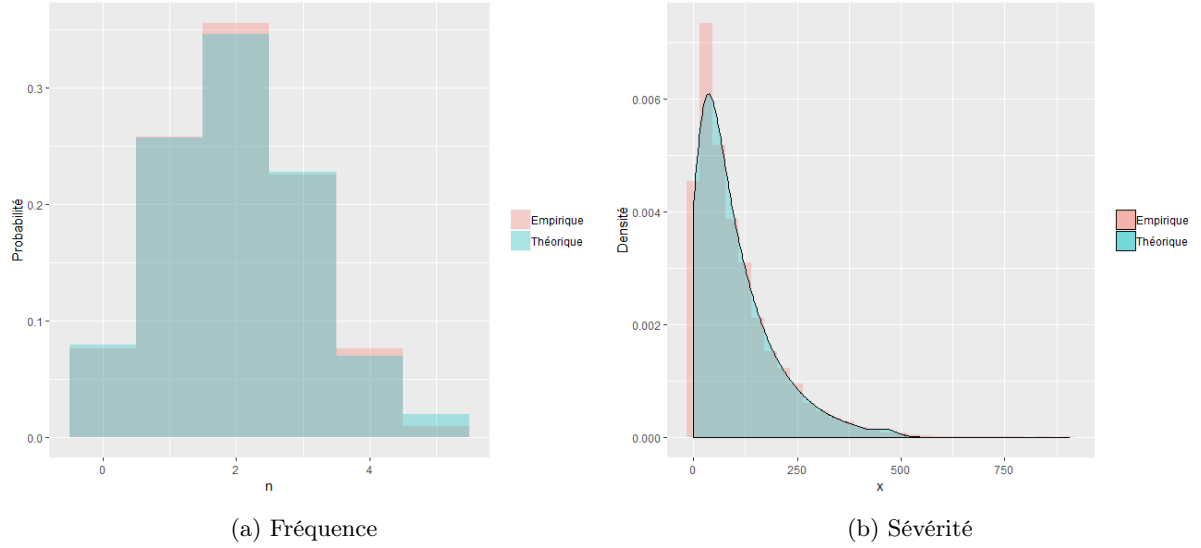 0.3
0.2
0.1
0.0
Probabilité
0
2
4
n
Empirique
Théorique
(a) Fréquence
0.006
0.004
0.002
0.000
Densité
0
250
500
750
x
Empirique
Théorique
(b) Sévérité